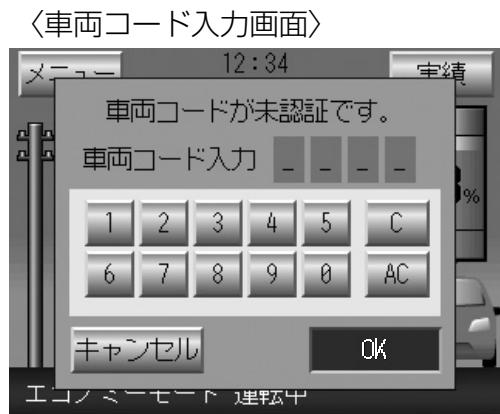 〈車両コード入力画面〉
メニュー 12:34 実績
車両コードが未認証です。
車両コード入力 _ _ _ _
%
1 2 3 4 5 C
6 7 8 9 0 AC
キャンセル OK
エコノミーモード 運転中